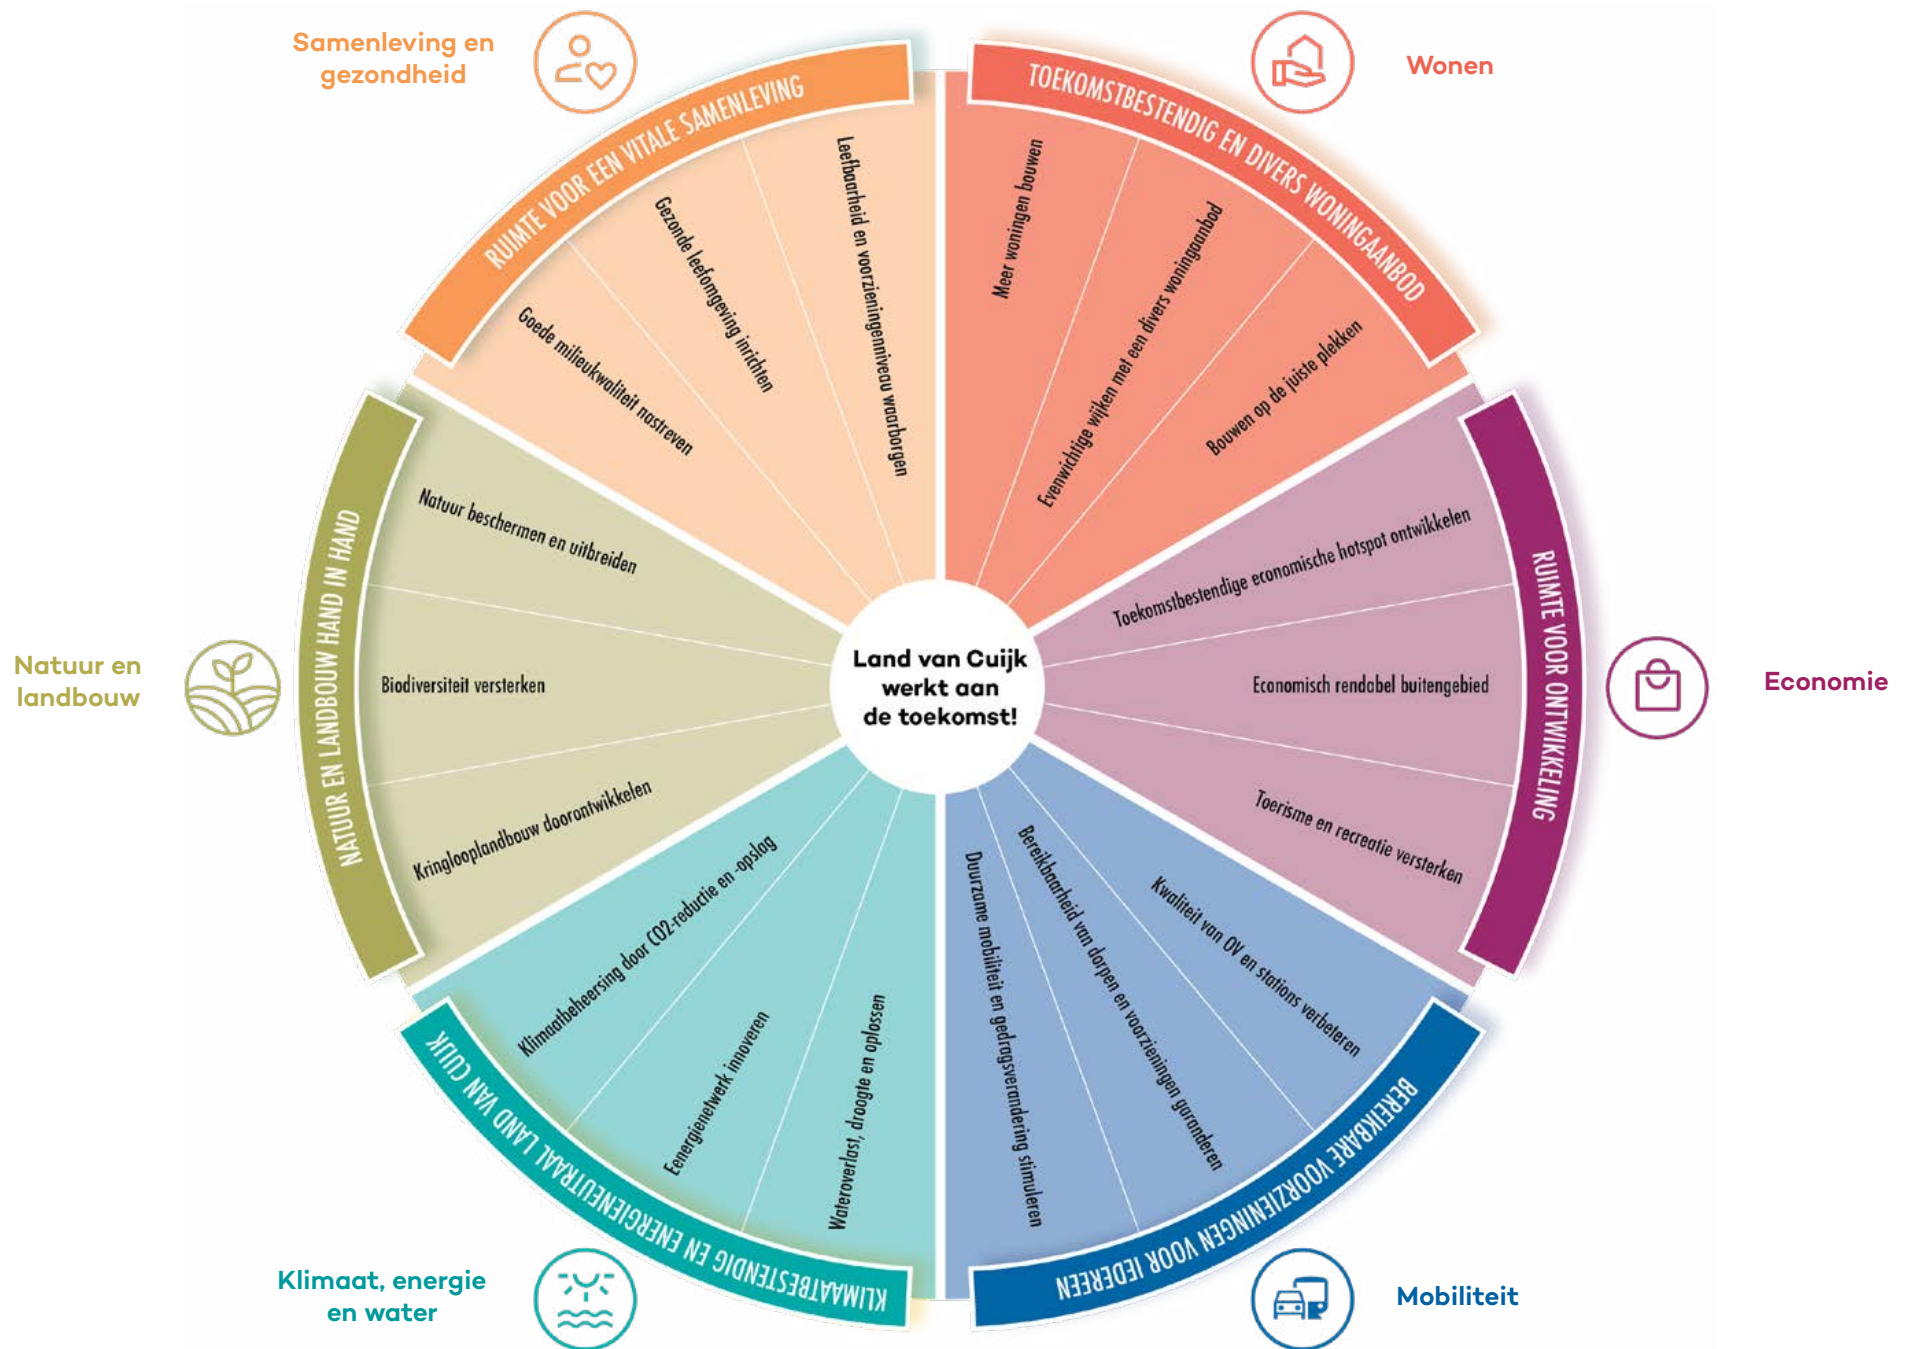 Samenleving en
gezondheid
Wonen
RUIMTE VOOR EEN VITALE SAMENLEVING
Goede milieukwaliteit nastreven
Gezonde leefomgeving inrichten
Leefbaarheid en voorzieningenniveau waarborgen
TOEKOMSTBESTENDIG EN DIVERS WONINGAANBOD
Meer woningen bouwen
Evenwichtige wijken met een divers woningaanbod
Bouwen op de juiste plekken
Economie
RUIMTE VOOR ONTWIKKELING
Toekomstbestendige economische hotspot ontwikkelen
Economisch rendabel buitengebied
Toerisme en recreatie versterken
Land van Cuijk
werkt aan
de toekomst!
Natuur en
landbouw
NATUUR EN LANDBOUW HAND IN HAND
Natuur beschermen en uitbreiden
Biodiversiteit versterken
Kringlooplandbouw doorontwikkelen
Klimaat, energie
en water
KLIMAATBESTENDIG EN ENERGIENEUTRAAL LAND VAN CUIJK
Klimaatbeheersing door CO2-reductie en -opslag
Eenergienetwerk innoveren
Wateroverlast, droogte en oplossen
Mobiliteit
BEREIKBARE VOORZIENINGEN VOOR IEDEREEN
Duurzame mobiliteit en gedragsverandering stimuleren
Bereikbaarheid van dorpen en voorzieningen garanderen
Kwaliteit van OV en stations verbeteren